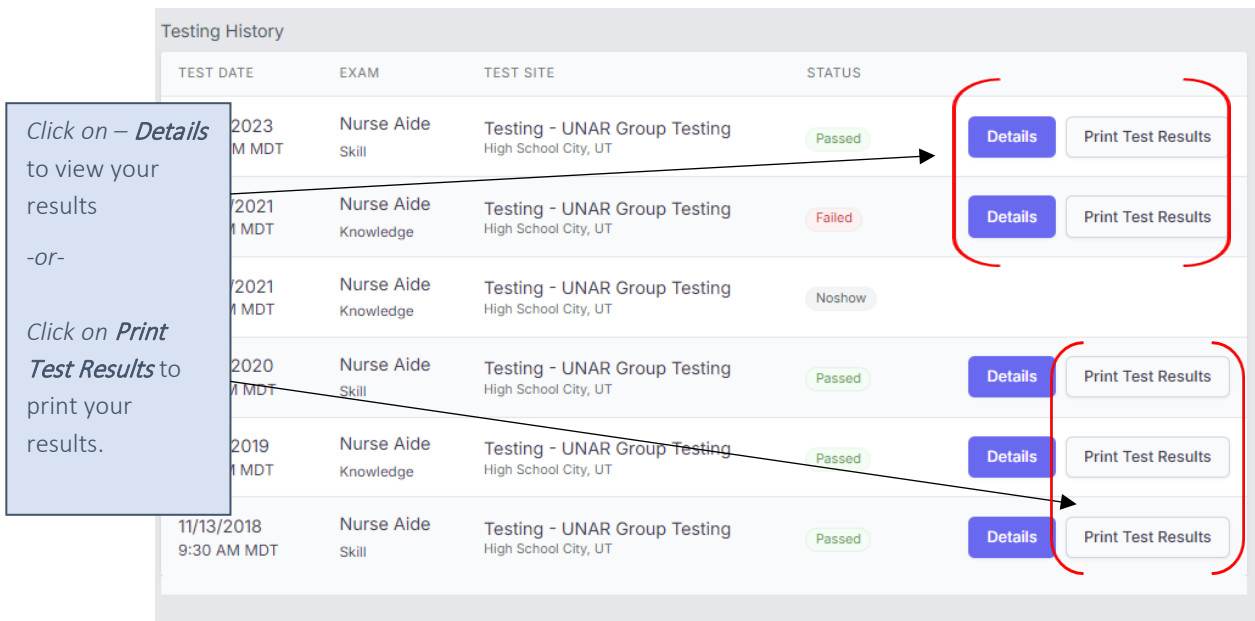 Testing History
TEST DATE EXAM TEST SITE STATUS
Click on – Details
to view your
results
-or-
Click on Print
Test Results to
print your
results.
2023 Nurse Aide Testing - UNAR Group Testing Passed Details Print Test Results
M MDT Skill High School City, UT
/2021 Nurse Aide Testing - UNAR Group Testing Failed Details Print Test Results
MDT Knowledge High School City, UT
/2021 Nurse Aide Testing - UNAR Group Testing Noshow
MDT Knowledge High School City, UT
2020 Nurse Aide Testing - UNAR Group Testing Passed Details Print Test Results
MDT Skill High School City, UT
2019 Nurse Aide Testing - UNAR Group Testing Passed Details Print Test Results
MDT Knowledge High School City, UT
11/13/2018 Nurse Aide Testing - UNAR Group Testing Passed Details Print Test Results
9:30 AM MDT Skill High School City, UT